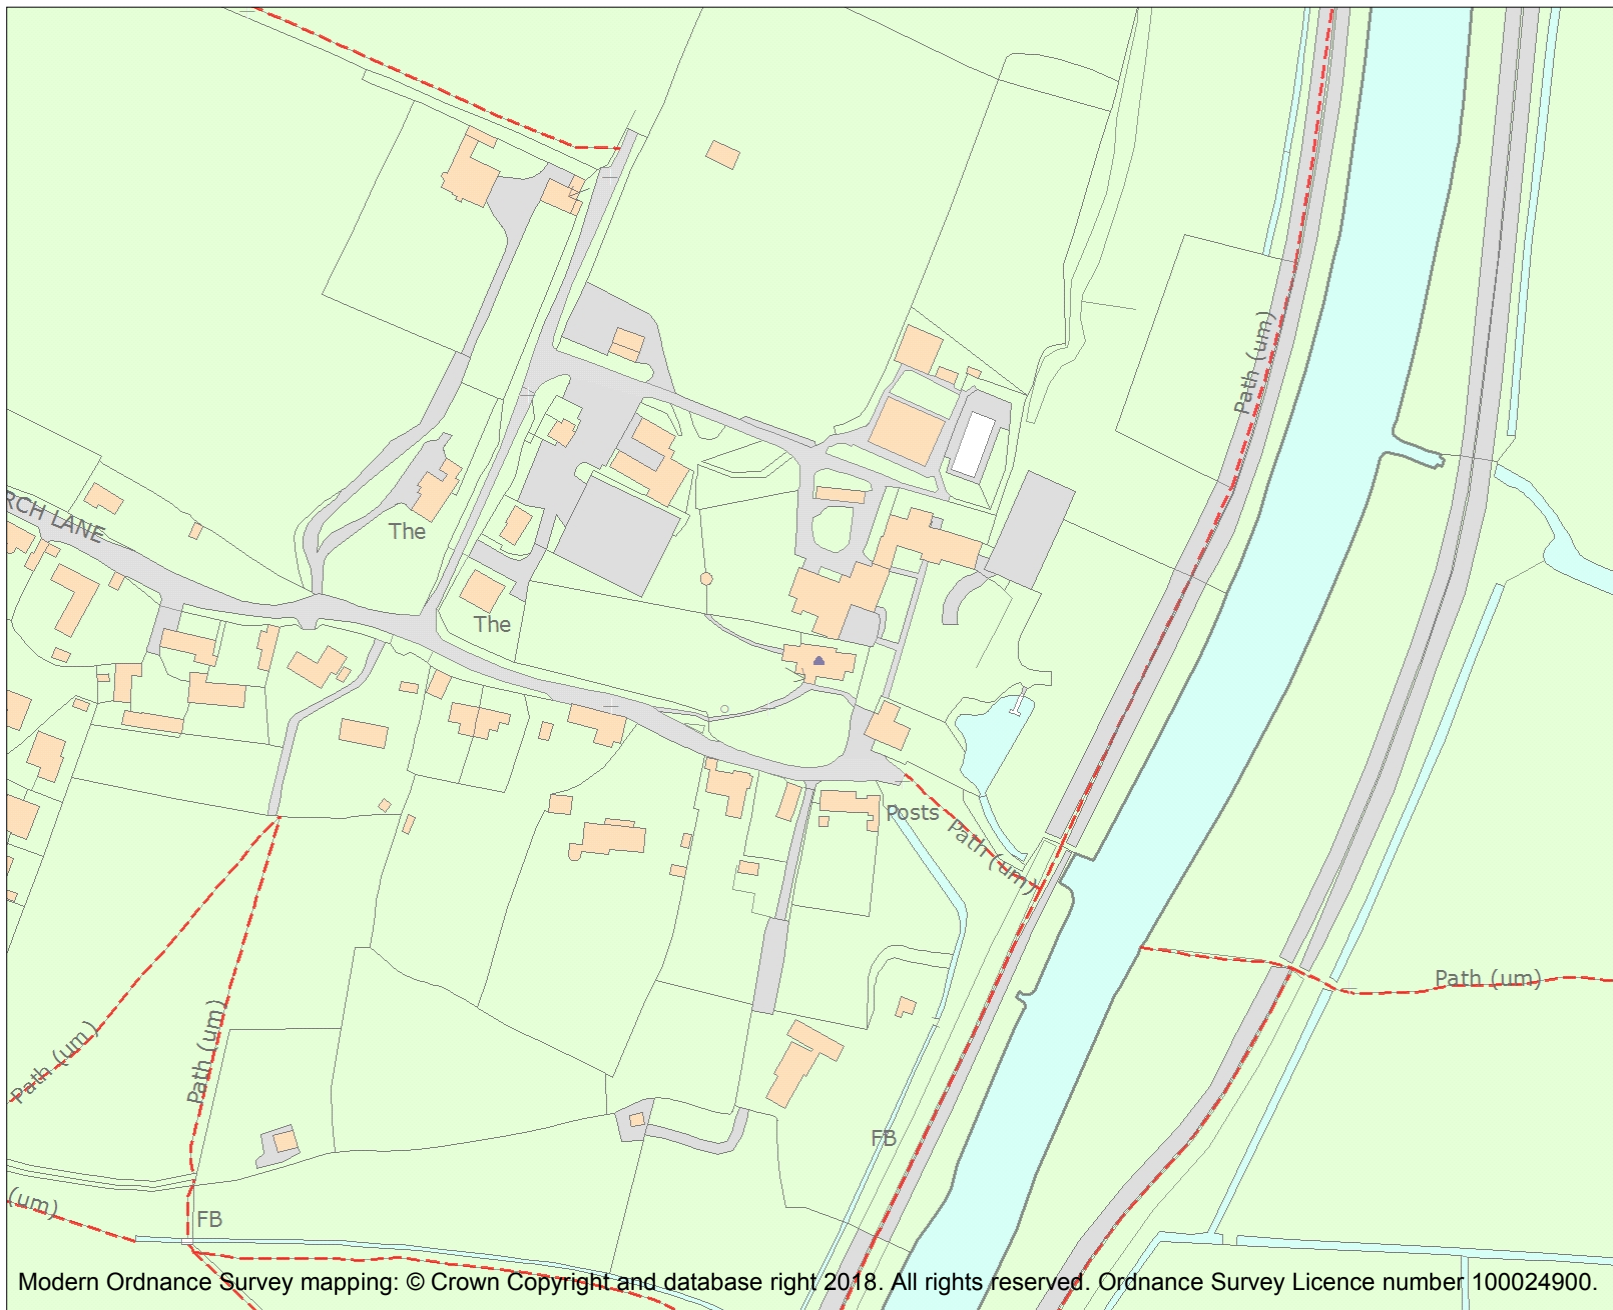 Path (um)
RCH LANE
The
The
Posts
Path (um)
Path (um)
Path (um)
Path (um)
FB
(um)
FB
Modern Ordnance Survey mapping: © Crown Copyright and database right 2018. All rights reserved. Ordnance Survey Licence number 100024900.